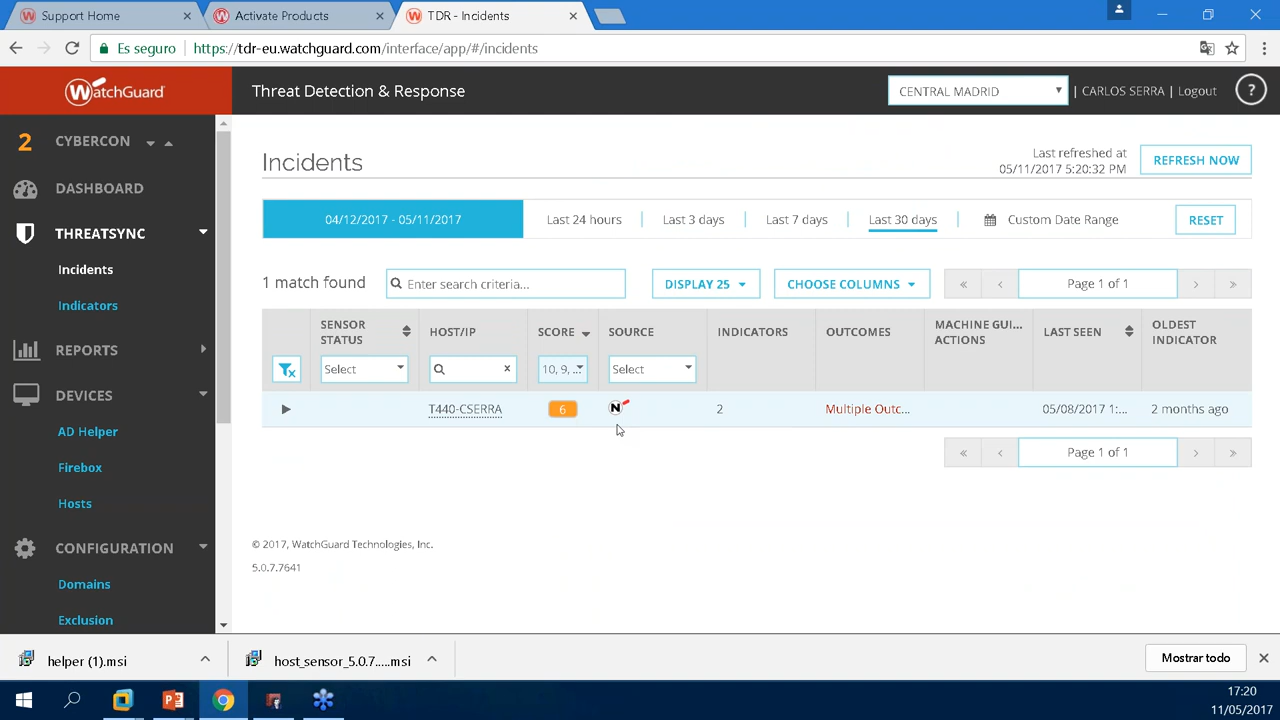 Support Home
Activate Products
TDR - Incidents
Es seguro
https://tdr-eu.watchguard.com/interface/app/#/incidents
WatchGuard
Threat Detection & Response
CENTRAL MADRID
| CARLOS SERRA | Logout
?
2
CYBERCON
DASHBOARD
THREATSYNC
Incidents
Indicators
REPORTS
DEVICES
AD Helper
Firebox
Hosts
CONFIGURATION
Domains
Exclusion
Incidents
Last refreshed at
05/11/2017 5:20:32 PM
REFRESH NOW
04/12/2017 - 05/11/2017
Last 24 hours
Last 3 days
Last 7 days
Last 30 days
Custom Date Range
RESET
1 match found
Enter search criteria...
DISPLAY 25
CHOOSE COLUMNS
«
‹
Page 1 of 1
›
»
SENSOR
STATUS
HOST/IP
SCORE
SOURCE
INDICATORS
OUTCOMES
MACHINE GUI...
ACTIONS
LAST SEEN
OLDEST
INDICATOR
Select
×
10, 9, ...
Select
T440-CSERRA
6
N
2
Multiple Outc...
05/08/2017 1:...
2 months ago
«
‹
Page 1 of 1
›
»
© 2017, WatchGuard Technologies, Inc.
5.0.7.7641
helper (1).msi
host_sensor_5.0.7.....msi
Mostrar todo
17:20
11/05/2017